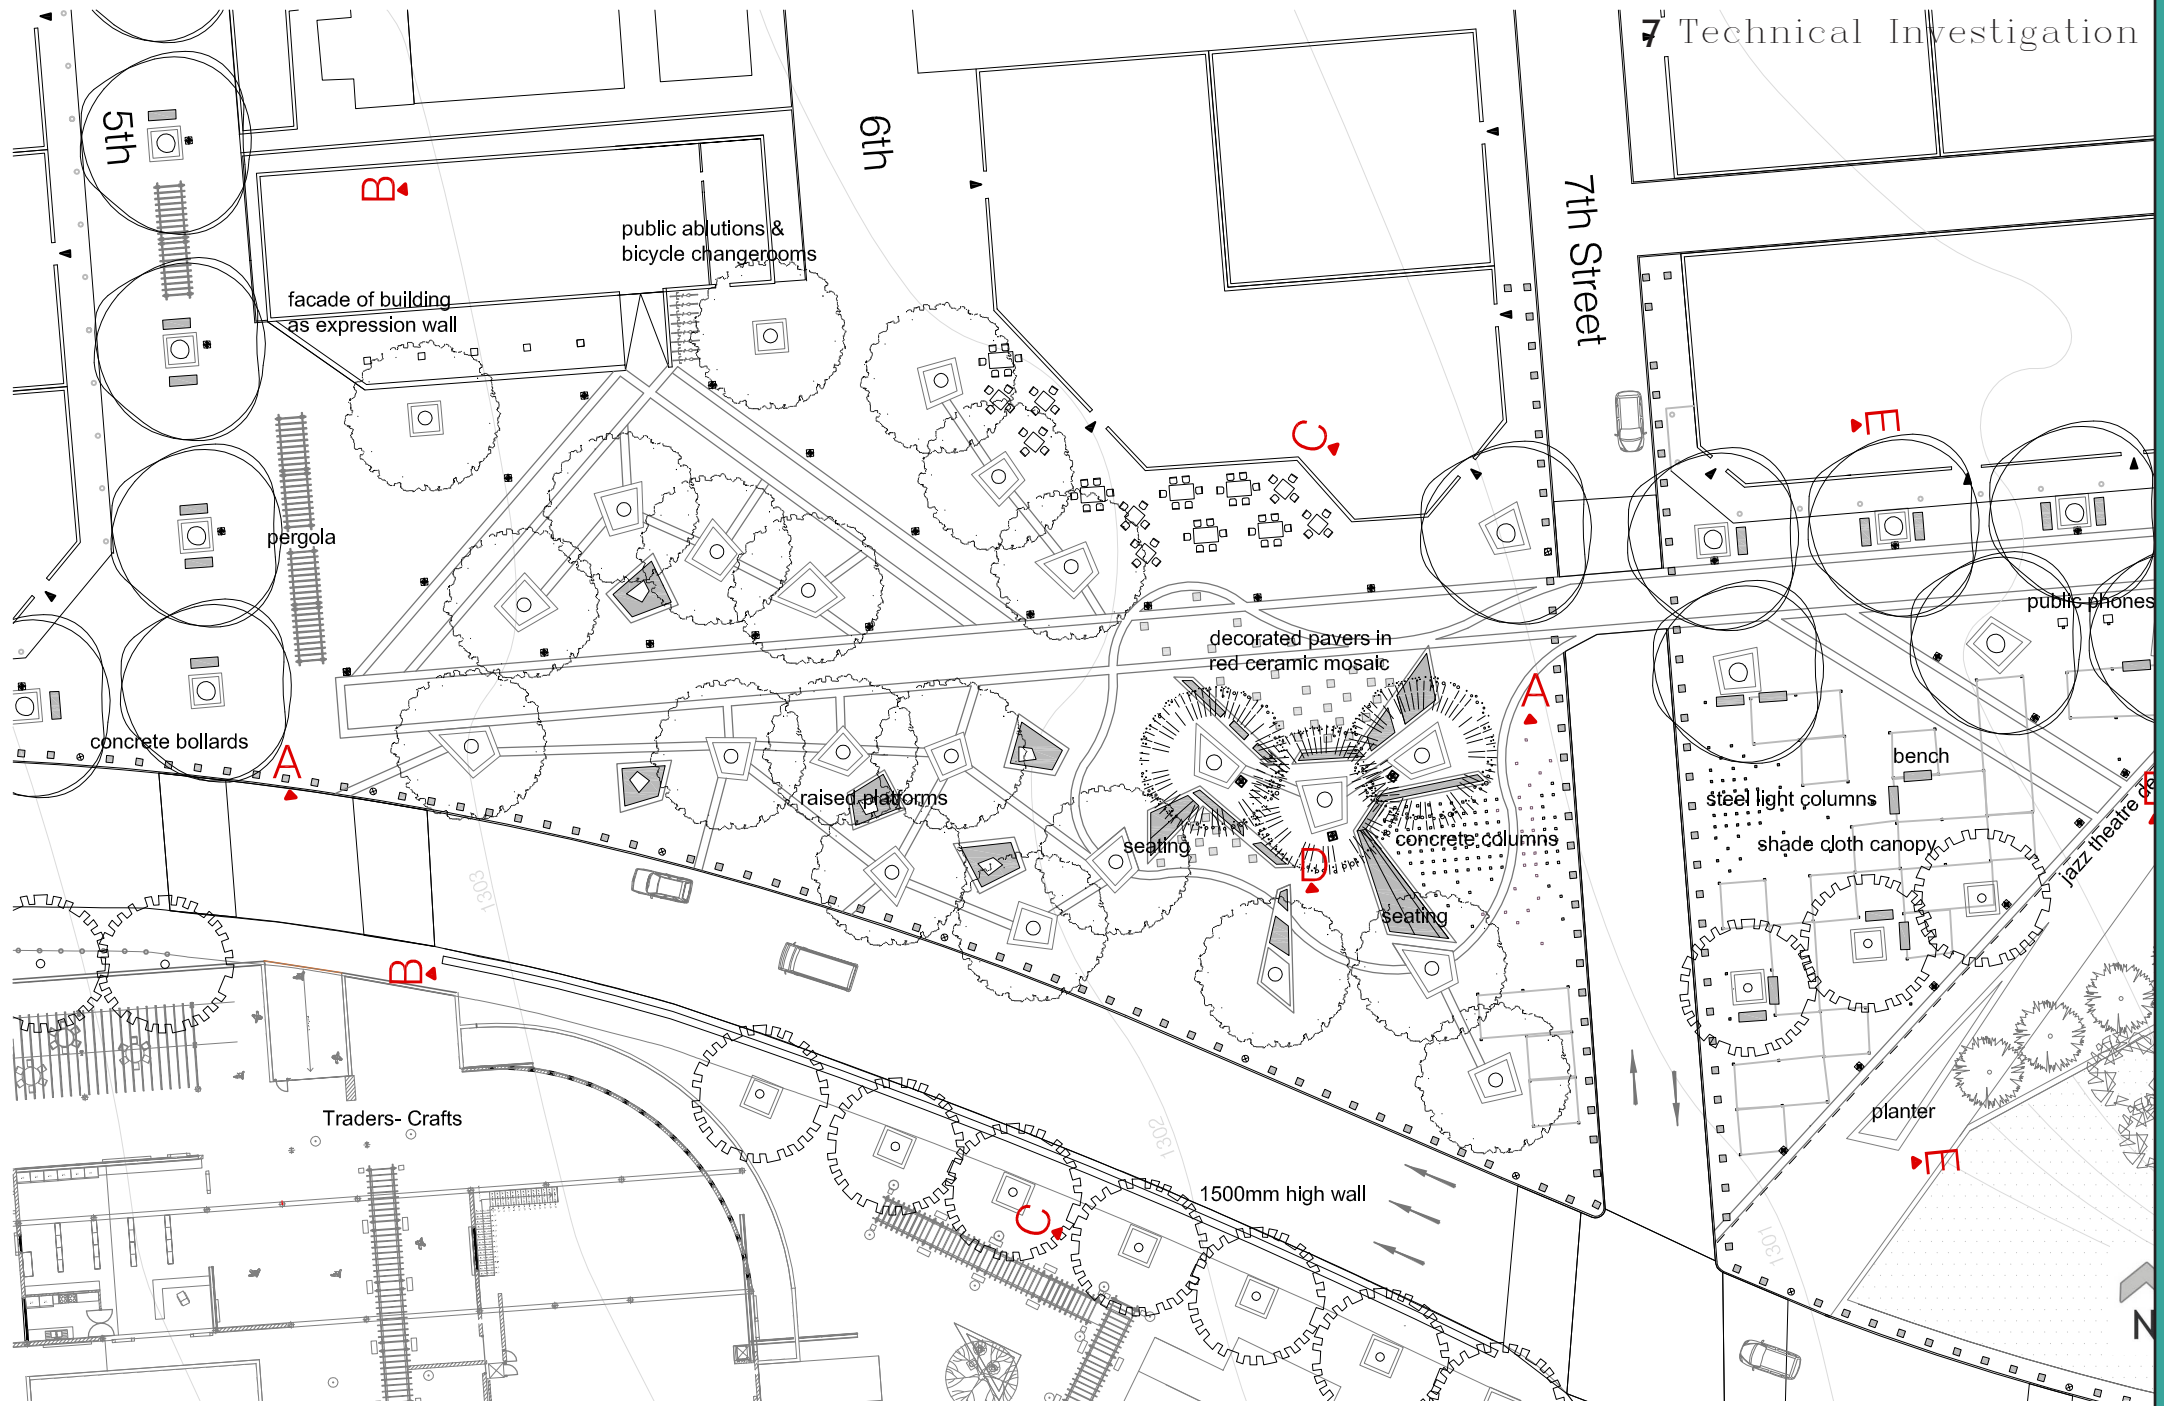 7 Technical Investigation
5th
6th
7th Street
B
public ablutions &
bicycle changerooms
facade of building
as expression wall
C
E
pergola
public phones
decorated pavers in
red ceramic mosaic
A
concrete bollards
A
bench
raised platforms
steel light columns
seating
concrete columns
shade cloth canopy
jazz theatre de
D
seating
1303
B
Traders- Crafts
planter
1302
E
1500mm high wall
C
1301
N